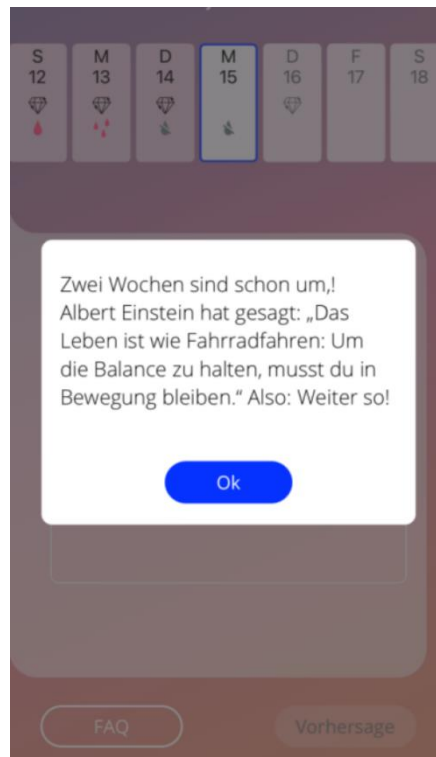 S M D M D F S
12 13 14 15 16 17 18
Zwei Wochen sind schon um,!
Albert Einstein hat gesagt: „Das
Leben ist wie Fahrradfahren: Um
die Balance zu halten, musst du in
Bewegung bleiben.“ Also: Weiter so!
Ok
FAQ
Vorhersage